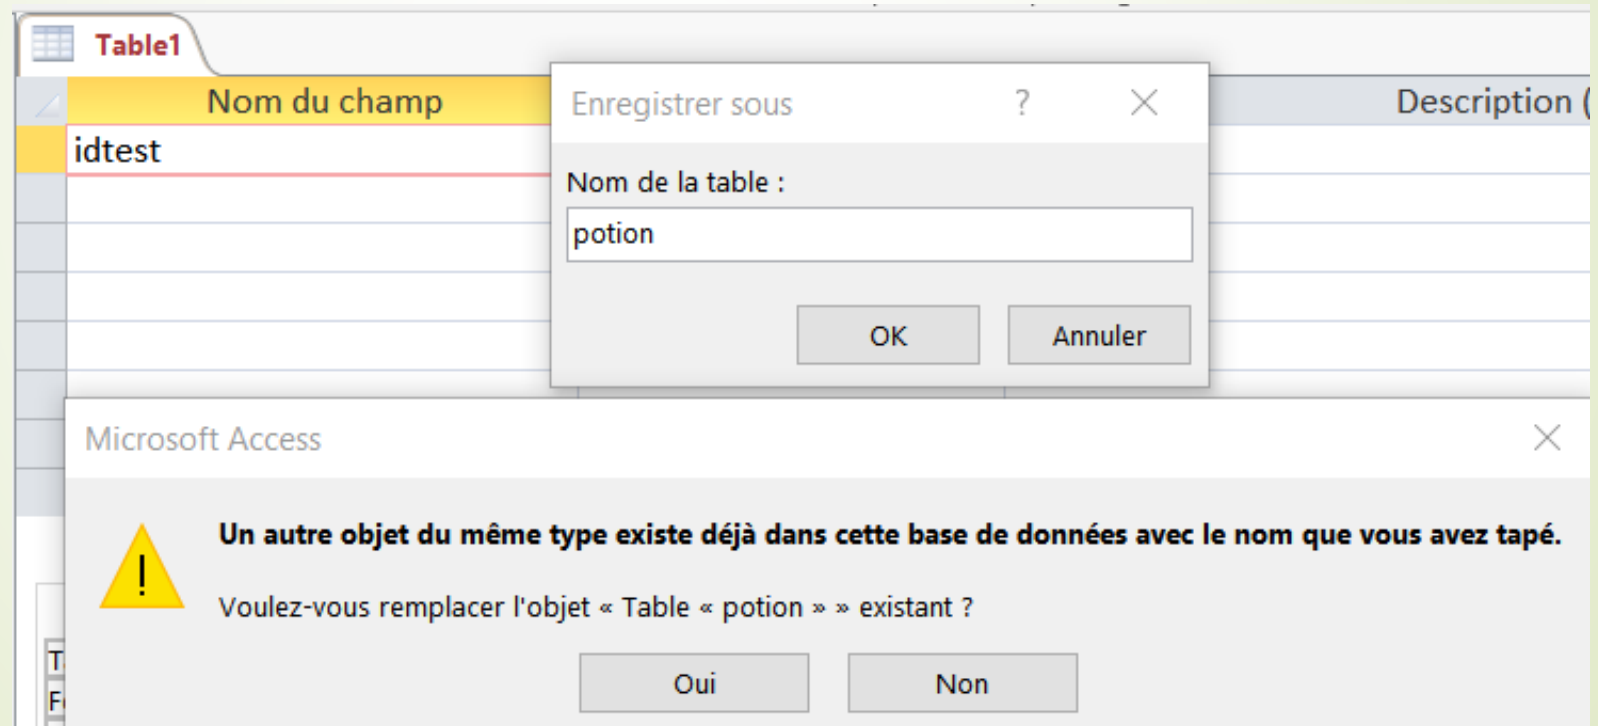 Table1
Nom du champ
Description (
idtest
Enregistrer sous
?
Nom de la table :
potion
OK
Annuler
Microsoft Access
!
Un autre objet du même type existe déjà dans cette base de données avec le nom que vous avez tapé.
Voulez-vous remplacer l'objet « Table « potion » » existant ?
Oui
Non